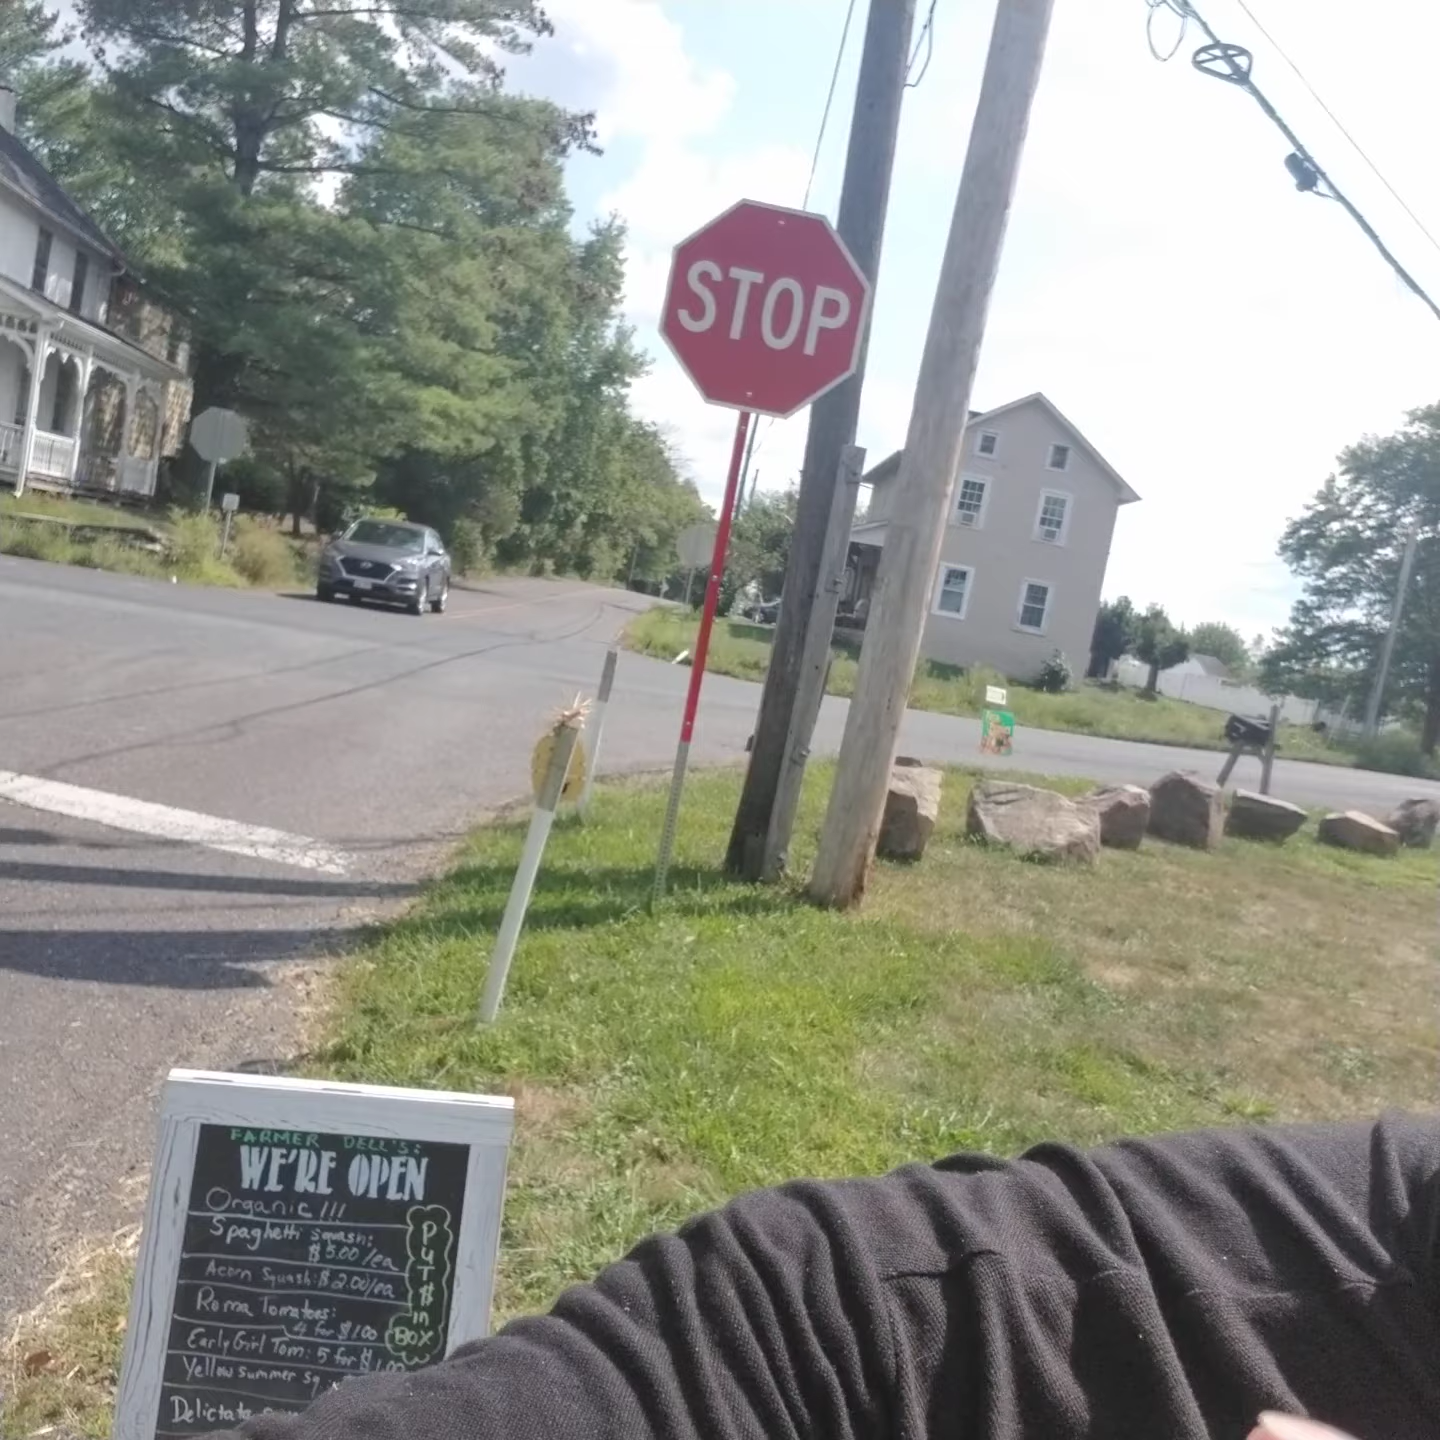 STOP
FARMER DELL'S:
WE'RE OPEN
Organic!!!
Spaghetti squash:
$5.00/ea
Acorn Squash: $2.00/ea
Roma Tomatoes:
4 for $1.00
Early Girl Tom: 5 for $1.00
Yellow summer sq
PUT $ in BOX